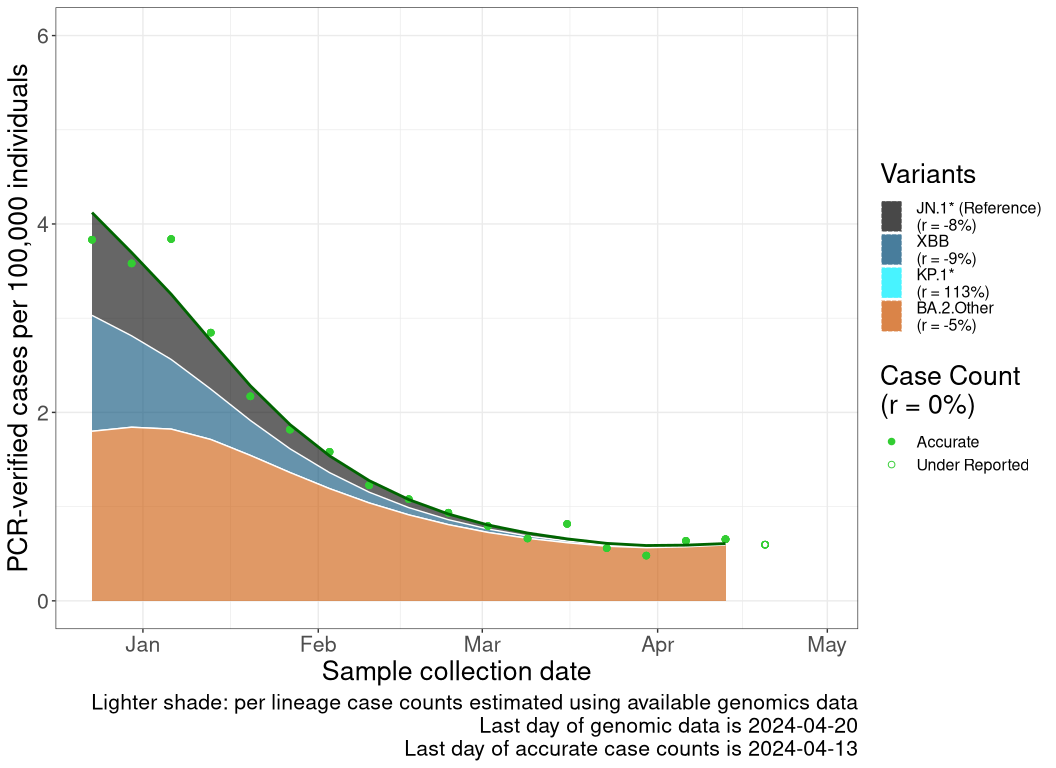 PCR-verified cases per 100,000 individuals
6
4
2
0
Jan Feb Mar Apr May
Sample collection date
Lighter shade: per lineage case counts estimated using available genomics data
Last day of genomic data is 2024-04-20
Last day of accurate case counts is 2024-04-13
Variants
JN.1* (Reference)
(r = -8%)
XBB
(r = -9%)
KP.1*
(r = 113%)
BA.2.Other
(r = -5%)
Case Count
(r = 0%)
Accurate
Under Reported